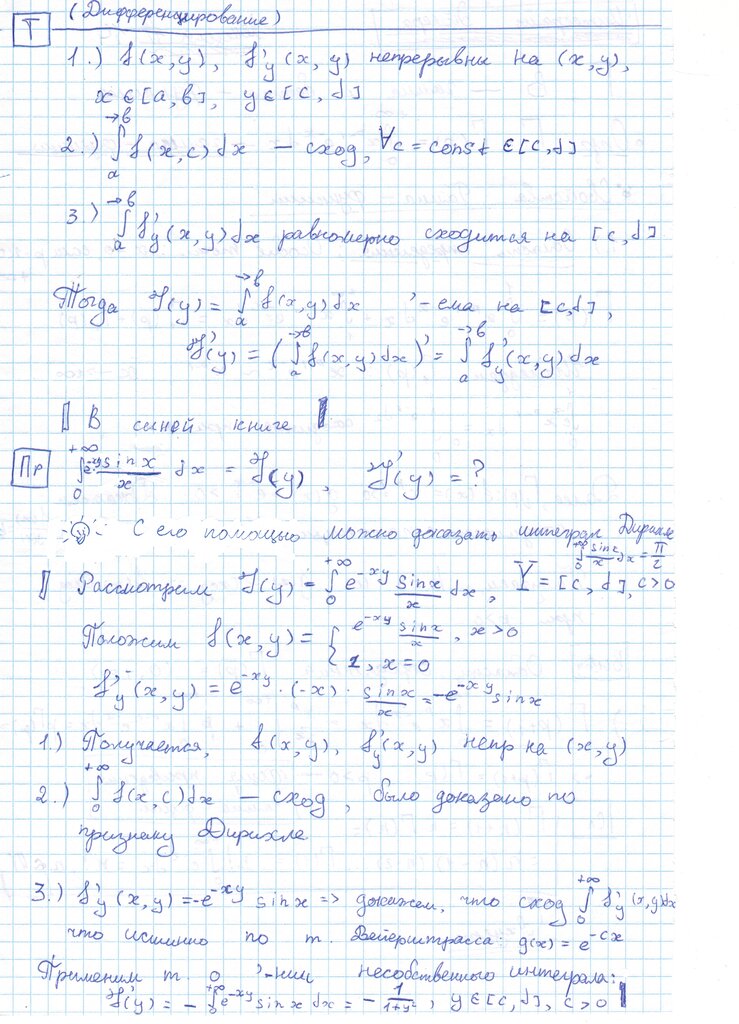 Т (Дифференцирование)
1.) f(x,y), f'y(x,y) непрерывны на (x,y),
x ∈ [a,в], y ∈ [c,d]
2.) ∫ₐ^{→в} f(x,c)dx — сход, ∀c = const ∈ [c,d]
3.) ∫ₐ^{→в} f'y(x,y)dx равномерно сходится на [c,d]
Тогда J(y) = ∫ₐ^{→в} f(x,y)dx '-ема на [c,d],
J'(y) = (∫ₐ^{→в} f(x,y)dx)' = ∫ₐ^{→в} f'y(x,y)dx
В синей книге
Пр ∫₀^{+∞} e^{-xy} sin x / x dx = J(y), J'(y) = ?
С его помощью можно доказать интеграл Дирихле
∫₀^{+∞} sin x / x dx = π/2
Рассмотрим J(y) = ∫₀^{+∞} e^{-xy} sin x / x dx, Y = [c,d], c>0
Положим f(x,y) = { e^{-xy} sin x / x, x>0
1, x=0
f'y(x,y) = e^{-xy} · (-x) · sin x / x = -e^{-xy} sin x
1.) Получается, f(x,y), f'y(x,y) непр на (x,y)
2.) ∫₀^{+∞} f(x,c)dx — сход, было доказано по
признаку Дирихле
3.) f'y(x,y) = -e^{-xy} sin x => докажем, что сход ∫₀^{+∞} f'y(x,y)dx
что истинно по т. Вейерштрасса: g(x) = e^{-cx}
Применим т. о '-нии несобственного интеграла:
J'(y) = -∫₀^{+∞} e^{-xy} sin x dx = -1/(1+y²), y ∈ [c,d], c>0